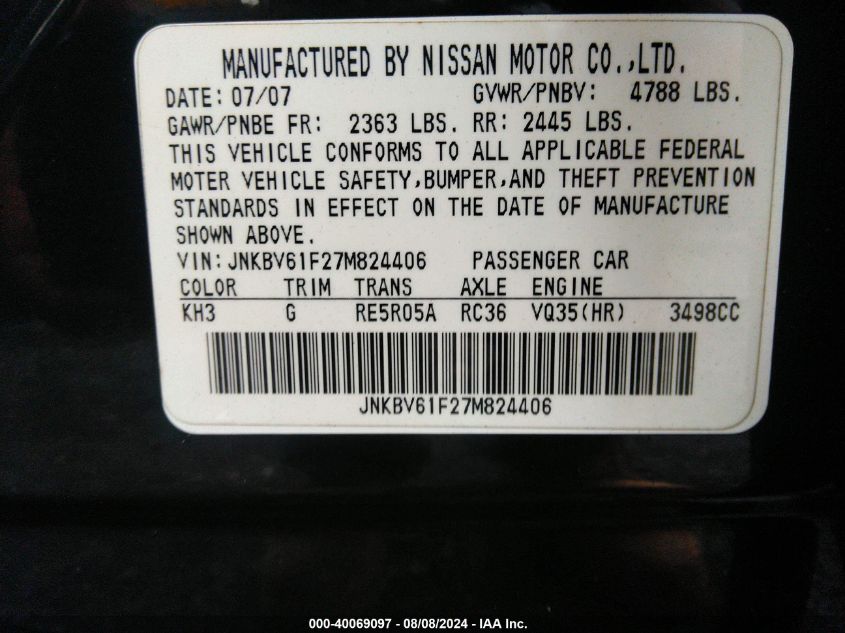 MANUFACTURED BY NISSAN MOTOR CO.,LTD.
DATE: 07/07 GVWR/PNBV: 4788 LBS.
GAWR/PNBE FR: 2363 LBS. RR: 2445 LBS.
THIS VEHICLE CONFORMS TO ALL APPLICABLE FEDERAL
MOTER VEHICLE SAFETY,BUMPER,AND THEFT PREVENTION
STANDARDS IN EFFECT ON THE DATE OF MANUFACTURE
SHOWN ABOVE.
VIN: JNKBV61F27M824406 PASSENGER CAR
COLOR TRIM TRANS AXLE ENGINE
KH3 G RE5R05A RC36 VQ35(HR) 3498CC
JNKBV61F27M824406
000-40069097 - 08/08/2024 - IAA Inc.